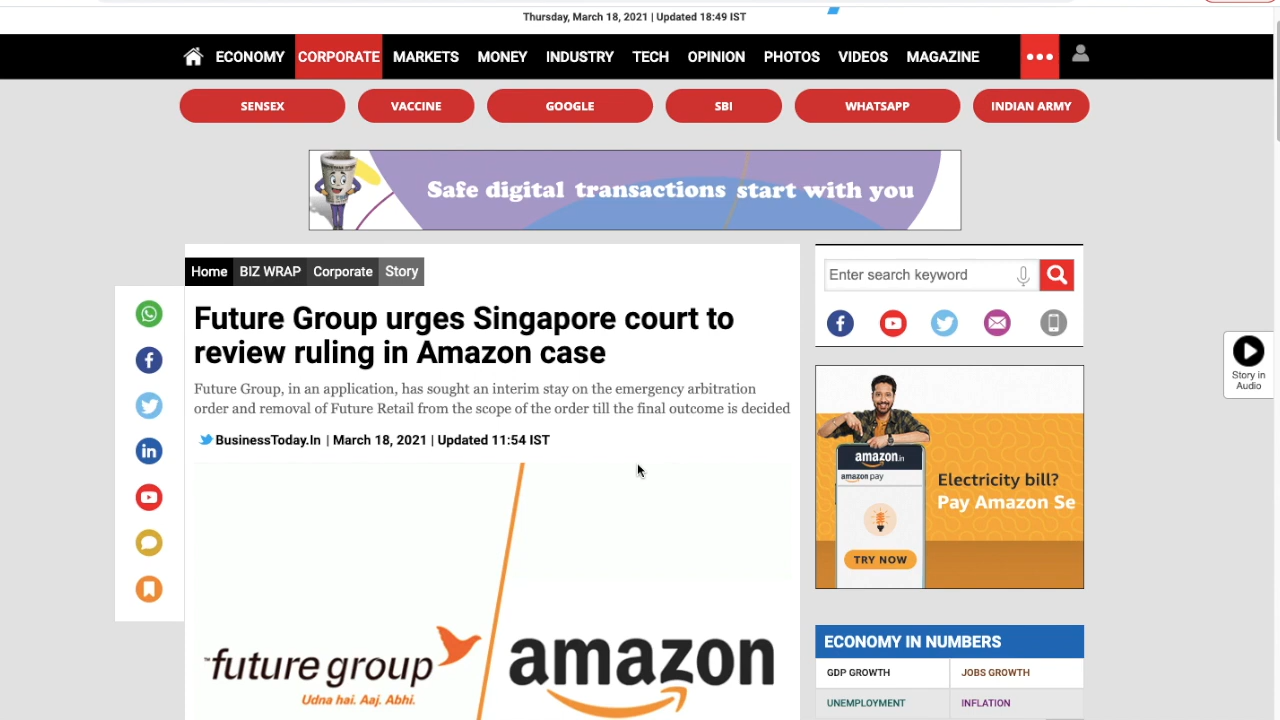 Thursday, March 18, 2021 | Updated 18:49 IST
ECONOMY CORPORATE MARKETS MONEY INDUSTRY TECH OPINION PHOTOS VIDEOS MAGAZINE
SENSEX VACCINE GOOGLE SBI WHATSAPP INDIAN ARMY
Safe digital transactions start with you
Home BIZ WRAP Corporate Story
Future Group urges Singapore court to
review ruling in Amazon case
Future Group, in an application, has sought an interim stay on the emergency arbitration
order and removal of Future Retail from the scope of the order till the final outcome is decided
BusinessToday.In | March 18, 2021 | Updated 11:54 IST
TM future group
Udna hai. Aaj. Abhi.
amazon
Enter search keyword
Story in
Audio
amazon.in
amazon pay
Electricity bill?
Pay Amazon Se
TRY NOW
ECONOMY IN NUMBERS
GDP GROWTH JOBS GROWTH
UNEMPLOYMENT INFLATION